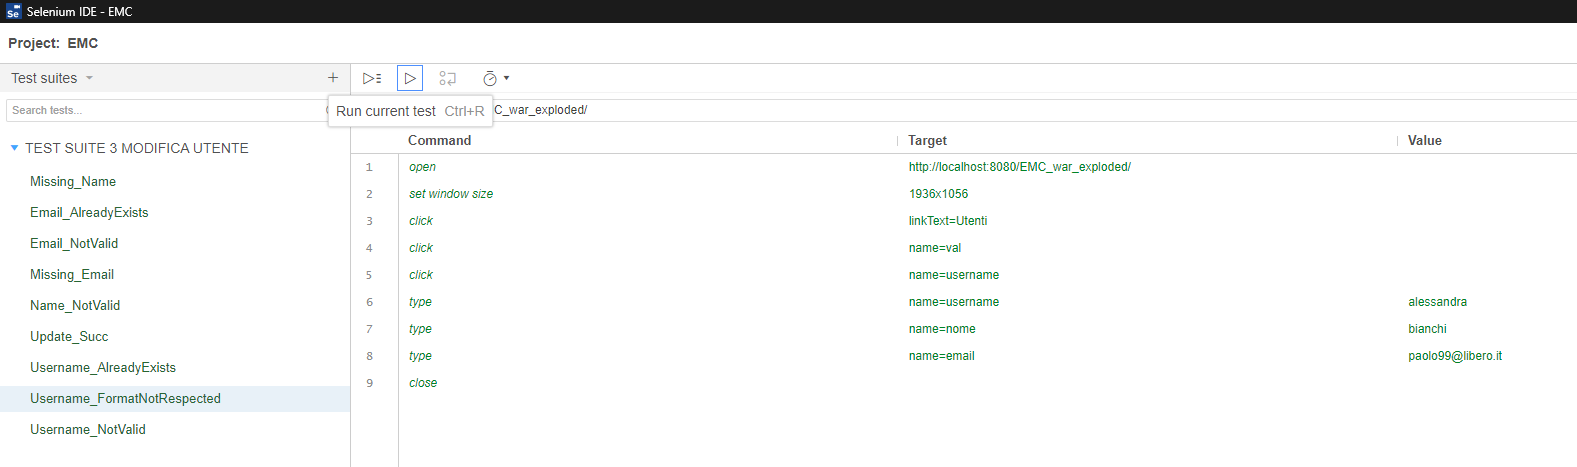 Se Selenium IDE - EMC
Project: EMC
Test suites
+
Search tests...
Run current test Ctrl+R
C_war_exploded/
Command Target Value
TEST SUITE 3 MODIFICA UTENTE
Missing_Name
Email_AlreadyExists
Email_NotValid
Missing_Email
Name_NotValid
Update_Succ
Username_AlreadyExists
Username_FormatNotRespected
Username_NotValid
1 open http://localhost:8080/EMC_war_exploded/
2 set window size 1936x1056
3 click linkText=Utenti
4 click name=val
5 click name=username
6 type name=username alessandra
7 type name=nome bianchi
8 type name=email paolo99@libero.it
9 close